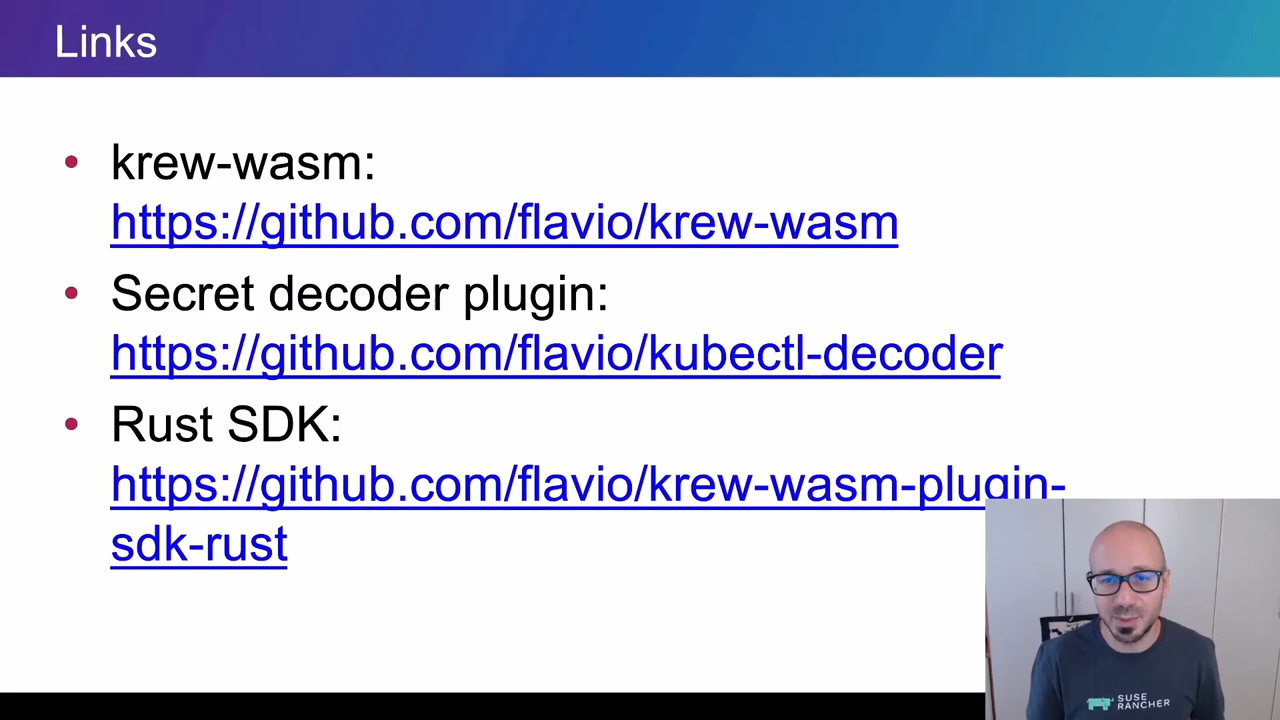 Links
• krew-wasm:
https://github.com/flavio/krew-wasm
• Secret decoder plugin:
https://github.com/flavio/kubectl-decoder
• Rust SDK:
https://github.com/flavio/krew-wasm-plugin-
sdk-rust
SUSE
RANCHER